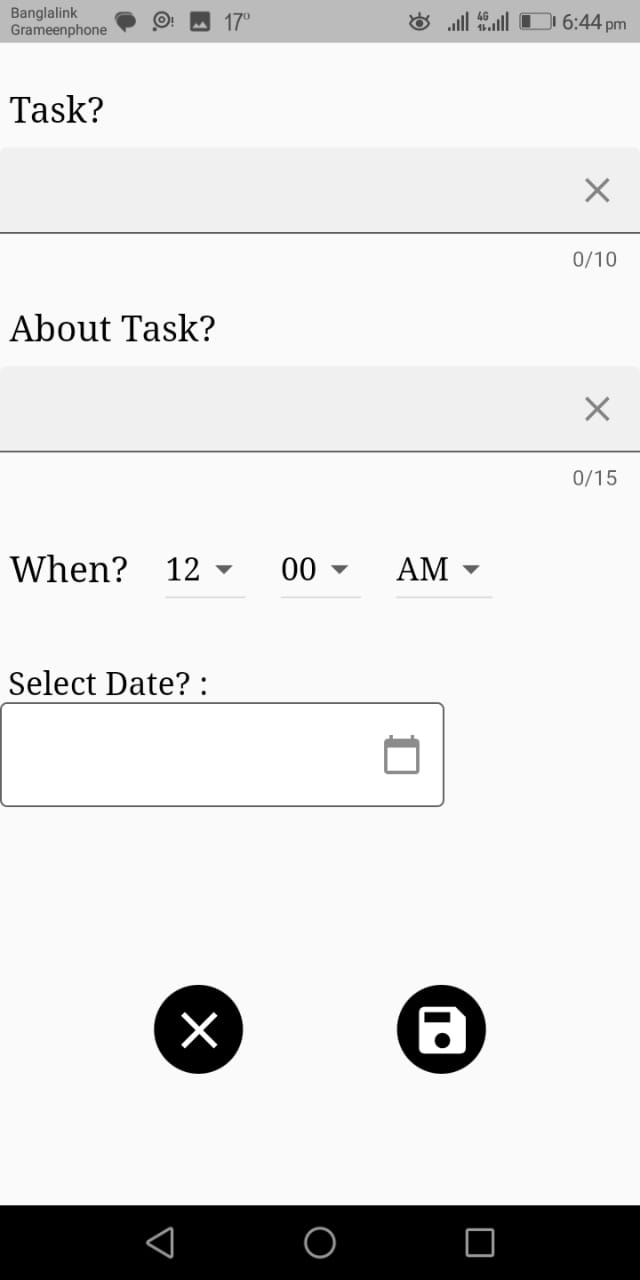 Banglalink
Grameenphone
17° 4G 6:44 pm
Task?
0/10
About Task?
0/15
When? 12 00 AM
Select Date? :